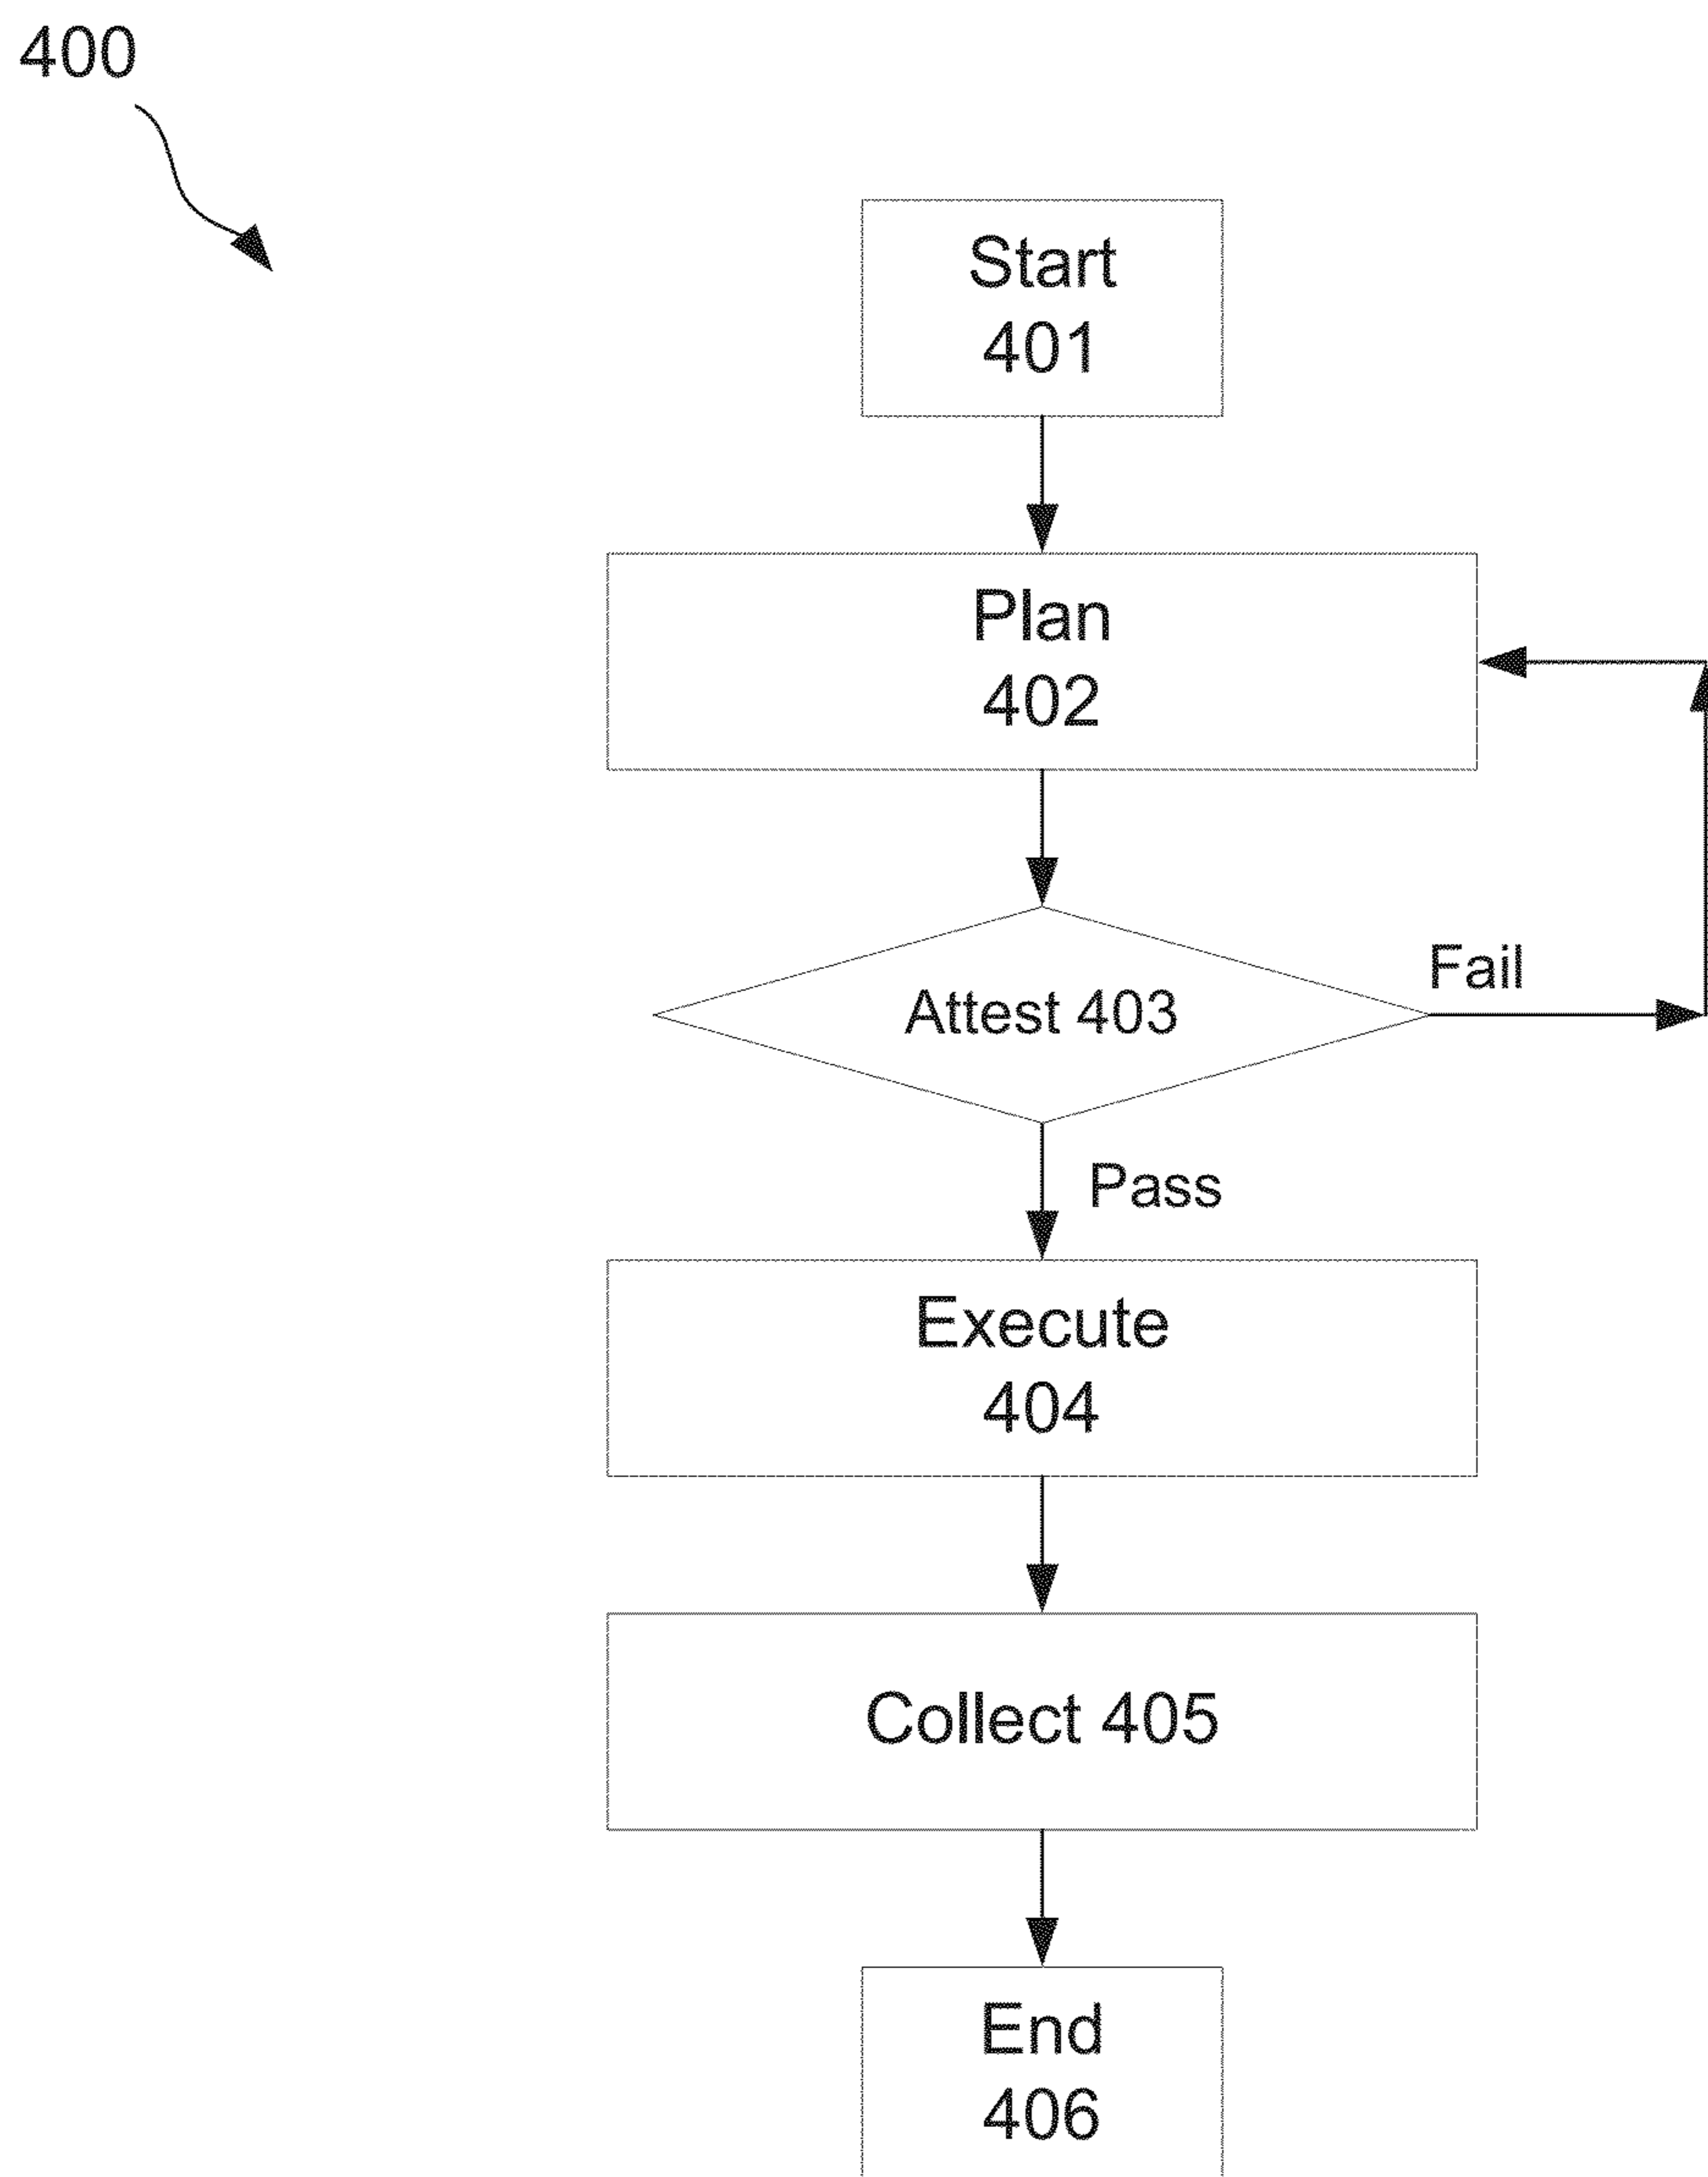 400
Start
401
Plan
402
Attest 403
Fail
Pass
Execute
404
Collect 405
End
406